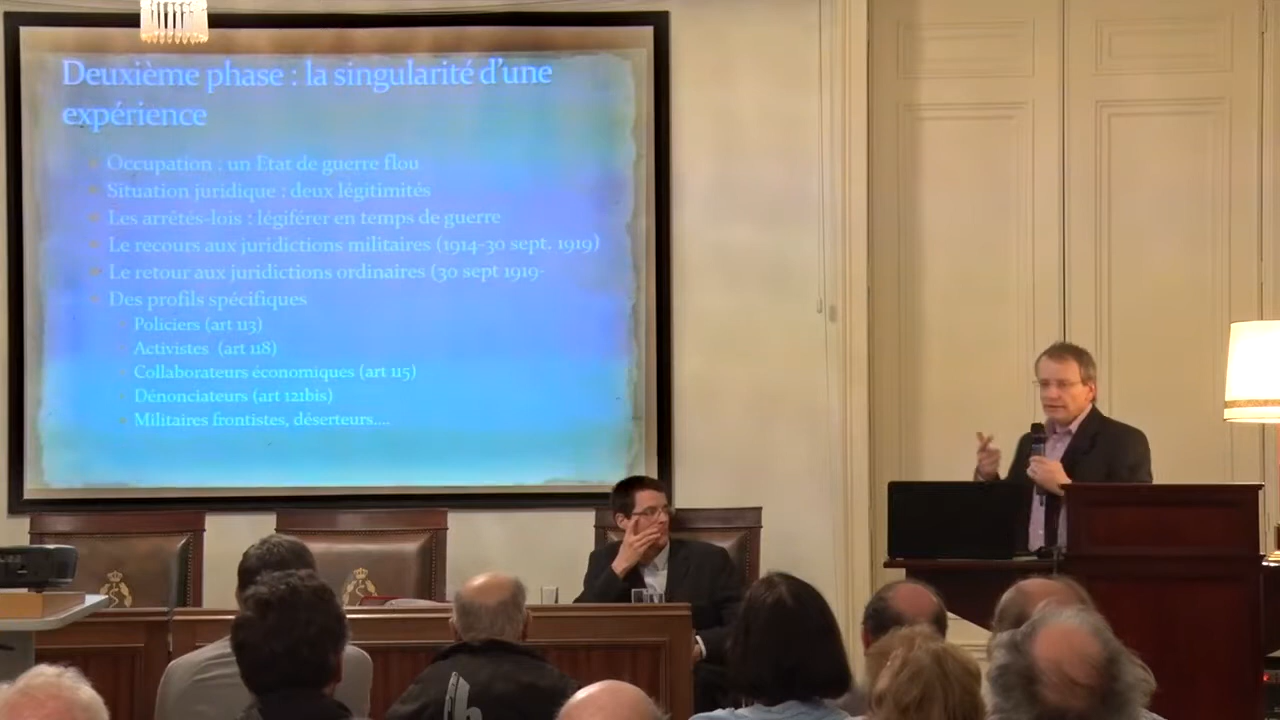 Deuxième phase : la singularité d'une
expérience
Occupation : un Etat de guerre flou
Situation juridique : deux légitimités
Les arrêtés-lois : légiférer en temps de guerre
Le recours aux juridictions militaires (1914-30 sept. 1919)
Le retour aux juridictions ordinaires (30 sept 1919-
Des profils spécifiques
Policiers (art 113)
Activistes (art 118)
Collaborateurs économiques (art 115)
Dénonciateurs (art 121bis)
Militaires frontistes, déserteurs....